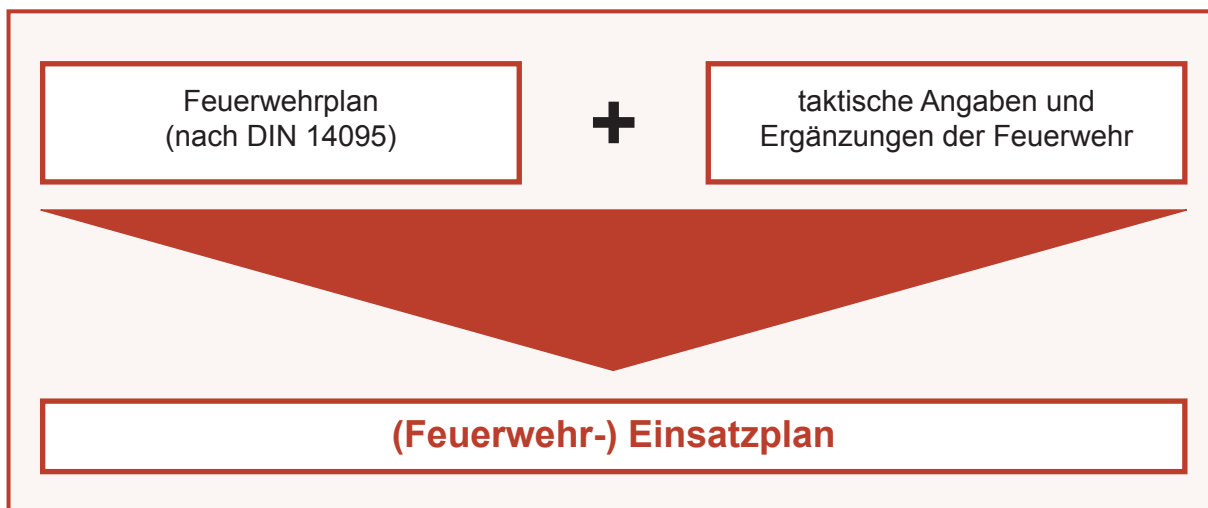 Feuerwehrplan
(nach DIN 14095)
+
taktische Angaben und
Ergänzungen der Feuerwehr
(Feuerwehr-) Einsatzplan